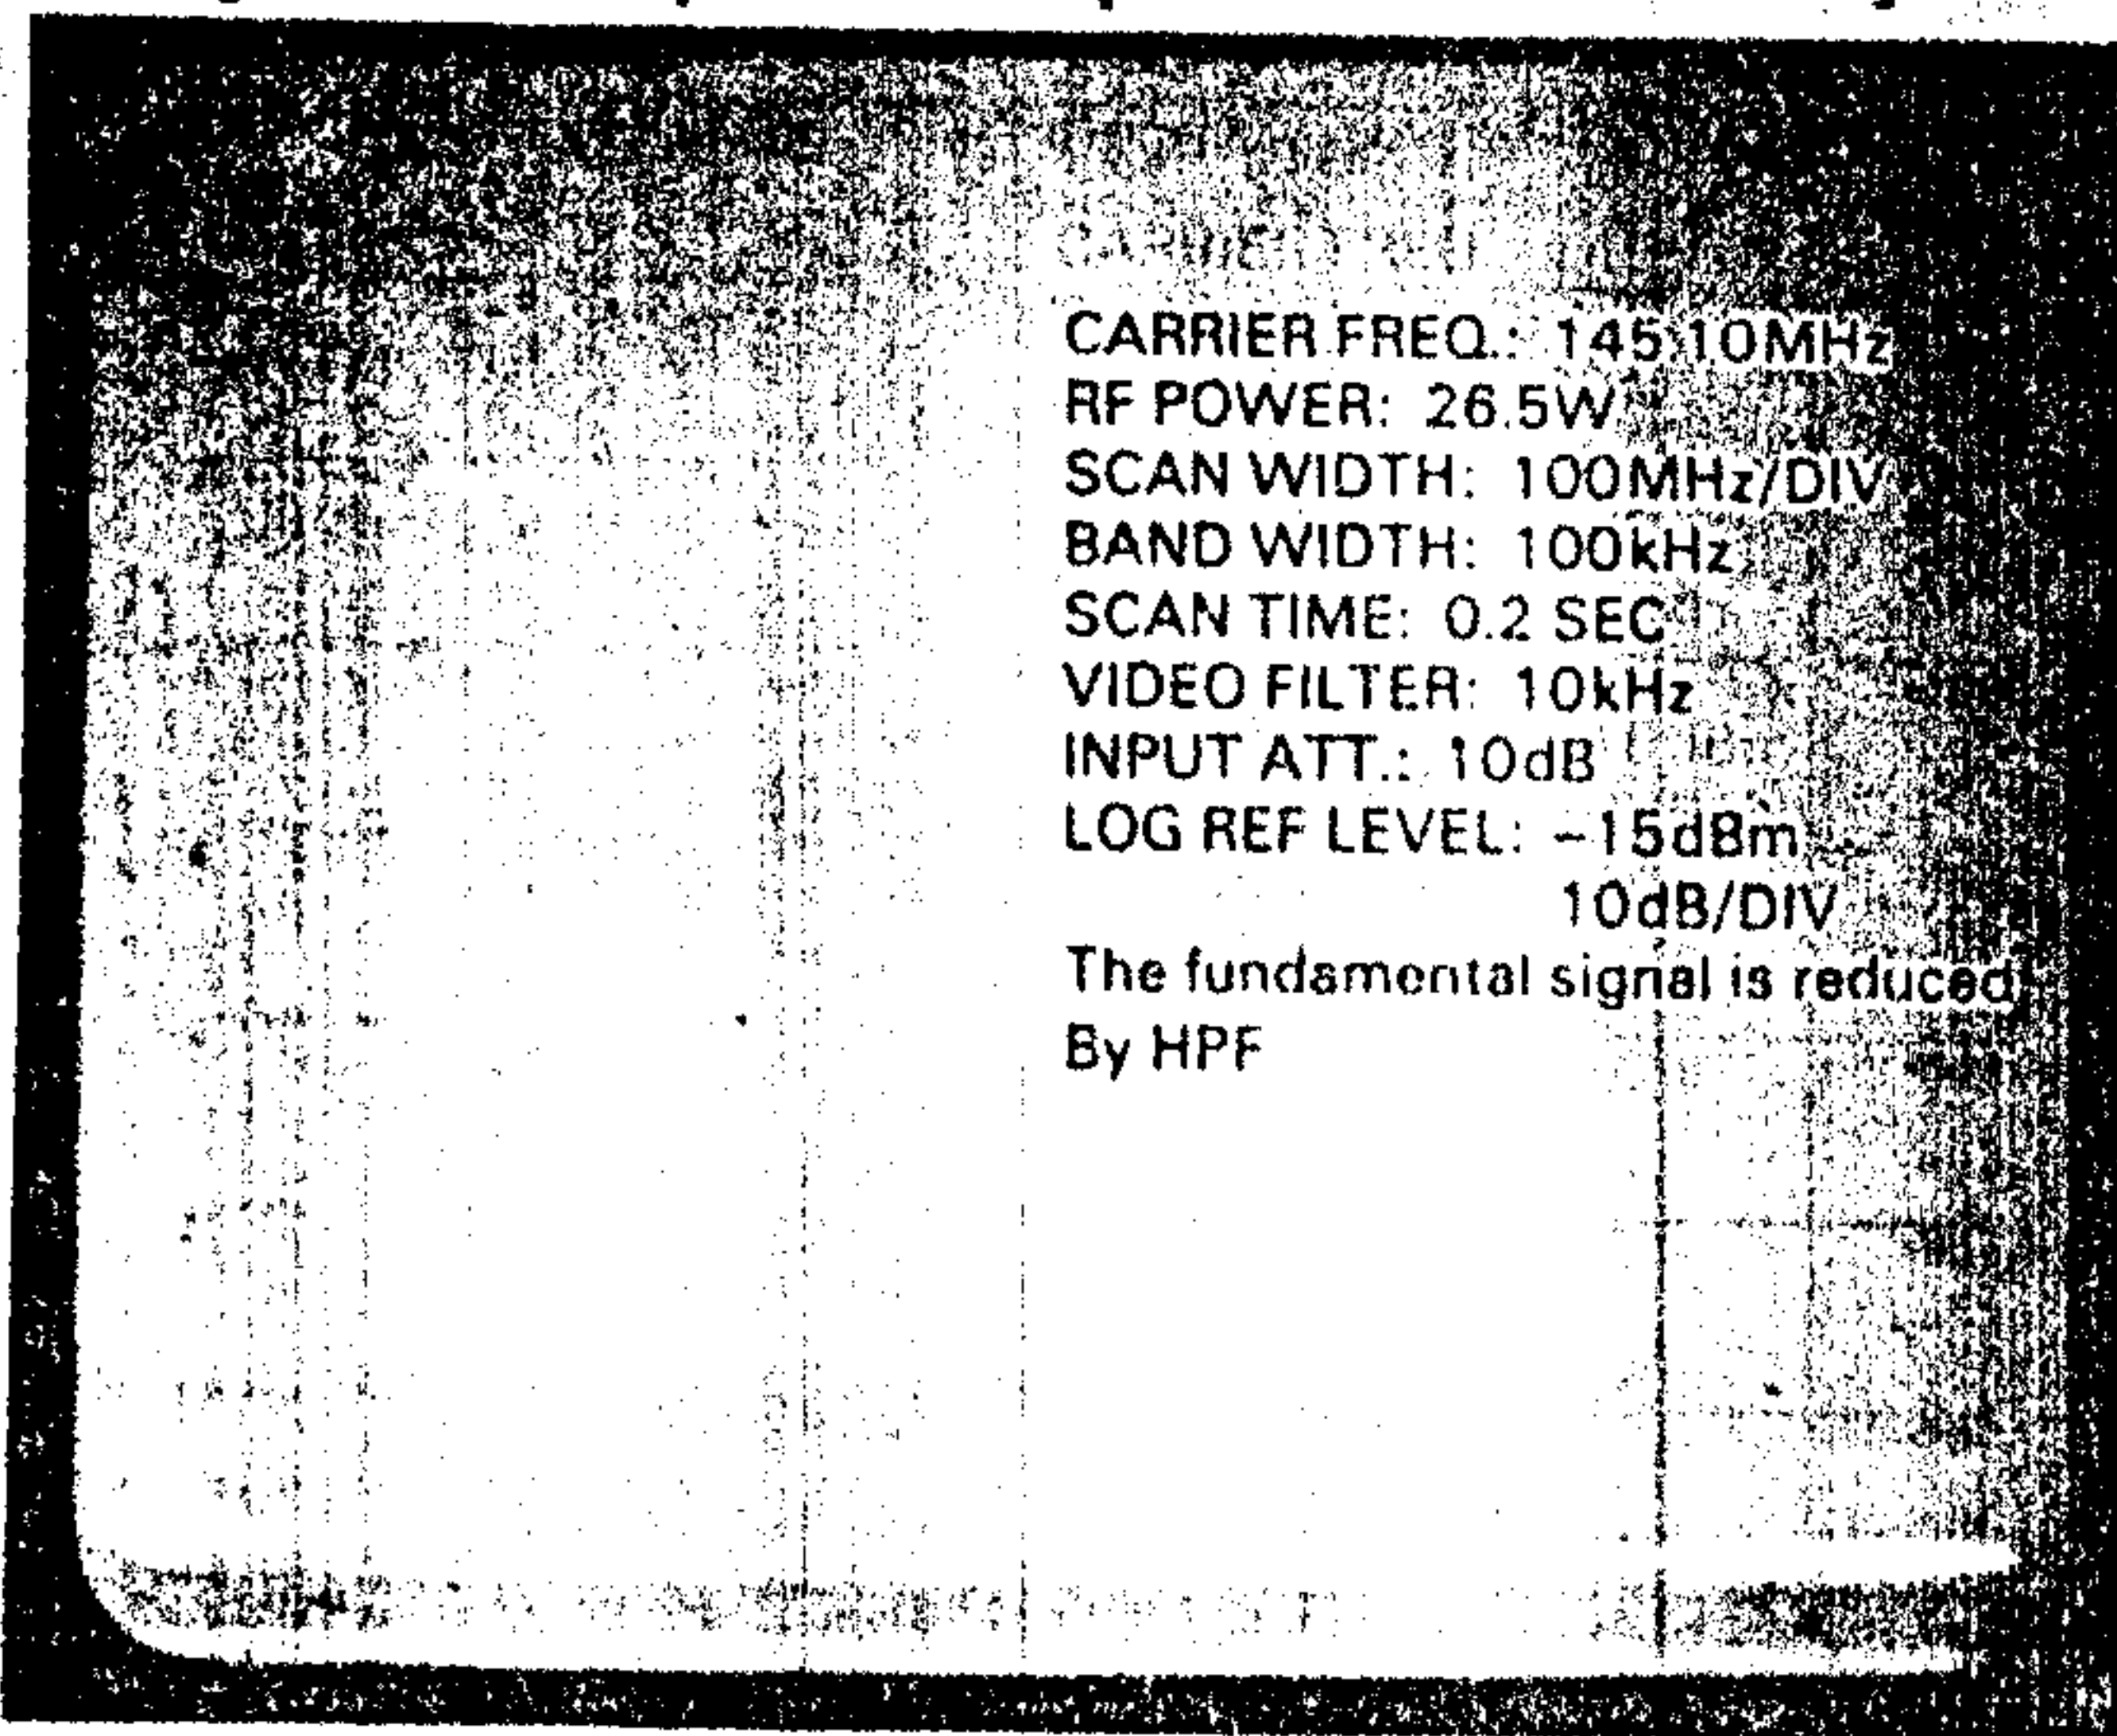 CARRIER FREQ.: 145.10MHz
RF POWER: 26.5W
SCAN WIDTH: 100MHz/DIV
BAND WIDTH: 100kHz
SCAN TIME: 0.2 SEC
VIDEO FILTER: 10kHz
INPUT ATT.: 10dB
LOG REF LEVEL: -15dBm
10dB/DIV
The fundamental signal is reduced
By HPF